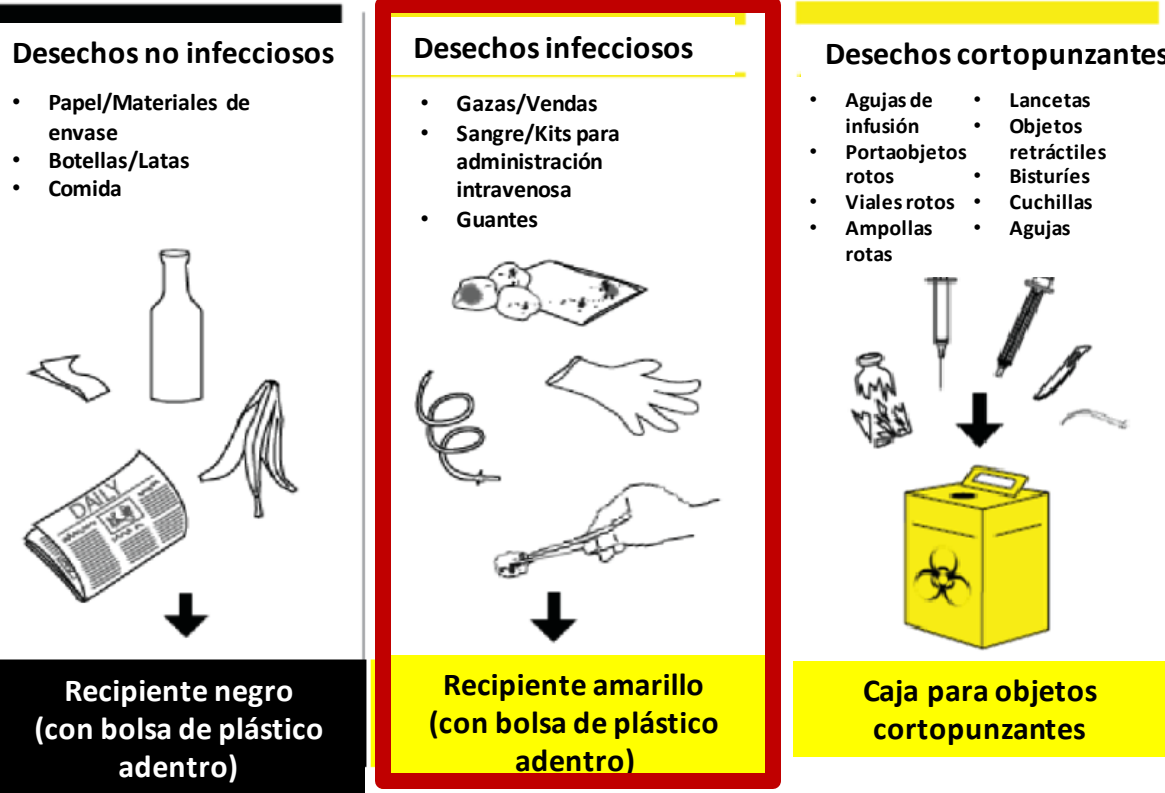 Desechos no infecciosos
• Papel/Materiales de
envase
• Botellas/Latas
• Comida
DAILY
Recipiente negro
(con bolsa de plástico
adentro)
Desechos infecciosos
• Gazas/Vendas
• Sangre/Kits para
administración
intravenosa
• Guantes
Recipiente amarillo
(con bolsa de plástico
adentro)
Desechos cortopunzantes
• Agujas de
infusión
• Portaobjetos
rotos
• Viales rotos
• Ampollas
rotas
• Lancetas
• Objetos
retráctiles
• Bisturíes
• Cuchillas
• Agujas
Caja para objetos
cortopunzantes